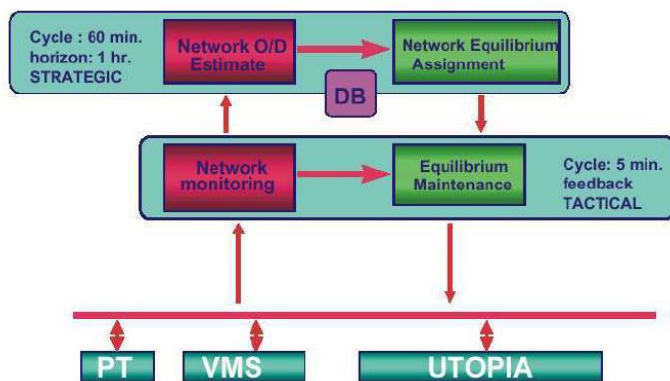 Cycle : 60 min.
horizon: 1 hr.
STRATEGIC
Network O/D
Estimate
Network Equilibrium
Assignment
DB
Network
monitoring
Equilibrium
Maintenance
Cycle: 5 min.
feedback
TACTICAL
PT
VMS
UTOPIA